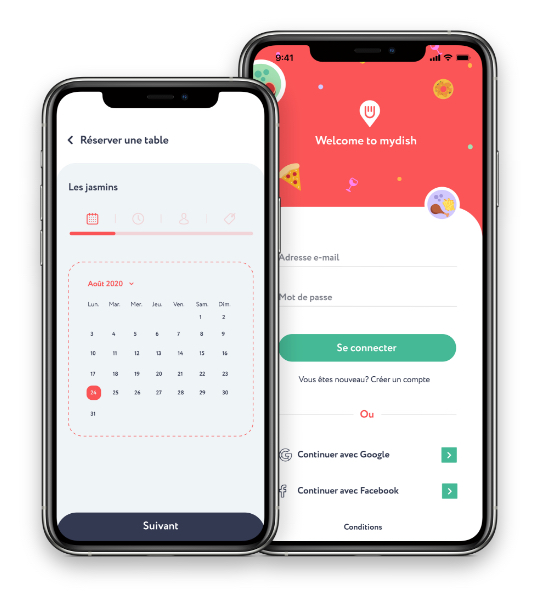 Réserver une table
Les jasmins
Août 2020
Lun. Mar. Mer. Jeu. Ven. Sam. Dim.
1 2
3 4 5 6 7 8 9
10 11 12 13 14 15 16
17 18 19 20 21 22 23
24 25 26 27 28 29 30
31
Suivant
9:41
Welcome to mydish
Adresse e-mail
Mot de passe
Se connecter
Vous êtes nouveau? Créer un compte
Ou
Continuer avec Google
Continuer avec Facebook
Conditions